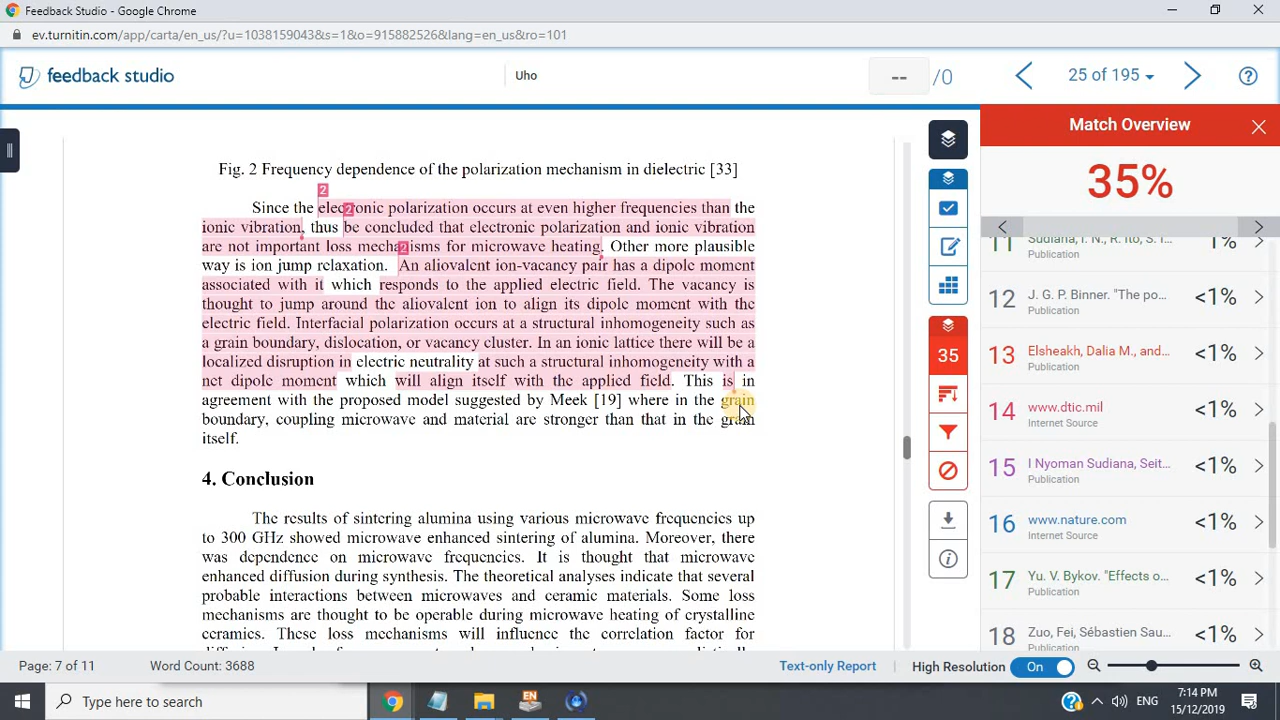 Feedback Studio - Google Chrome
ev.turnitin.com/app/carta/en_us/?u=1038159043&s=1&o=915882526&lang=en_us&ro=101
feedback studio
Uho
-- /0
25 of 195
Match Overview
35%
Fig. 2 Frequency dependence of the polarization mechanism in dielectric [33]
2
Since the electronic polarization occurs at even higher frequencies than the
2
ionic vibration, thus be concluded that electronic polarization and ionic vibration
are not important loss mechanisms for microwave heating. Other more plausible
2
way is ion jump relaxation. An aliovalent ion-vacancy pair has a dipole moment
associated with it which responds to the applied electric field. The vacancy is
thought to jump around the aliovalent ion to align its dipole moment with the
electric field. Interfacial polarization occurs at a structural inhomogeneity such as
a grain boundary, dislocation, or vacancy cluster. In an ionic lattice there will be a
localized disruption in electric neutrality at such a structural inhomogeneity with a
net dipole moment which will align itself with the applied field. This is in
agreement with the proposed model suggested by Meek [19] where in the grain
boundary, coupling microwave and material are stronger than that in the grain
itself.
4. Conclusion
The results of sintering alumina using various microwave frequencies up
to 300 GHz showed microwave enhanced sintering of alumina. Moreover, there
was dependence on microwave frequencies. It is thought that microwave
enhanced diffusion during synthesis. The theoretical analyses indicate that several
probable interactions between microwaves and ceramic materials. Some loss
mechanisms are thought to be operable during microwave heating of crystalline
ceramics. These loss mechanisms will influence the correlation factor for
35
11 Sudiana, I. N., R. Ito, S. I... 1%
Publication
12 J. G. P. Binner. "The po... <1%
Publication
13 Elsheakh, Dalia M., and... <1%
Publication
14 www.dtic.mil <1%
Internet Source
15 I Nyoman Sudiana, Seit... <1%
Publication
16 www.nature.com <1%
Internet Source
17 Yu. V. Bykov. "Effects o... <1%
Publication
18 Zuo, Fei, Sébastien Sau... <1%
Publication
Page: 7 of 11
Word Count: 3688
Text-only Report
High Resolution
On
Type here to search
EN
ENG
7:14 PM
15/12/2019